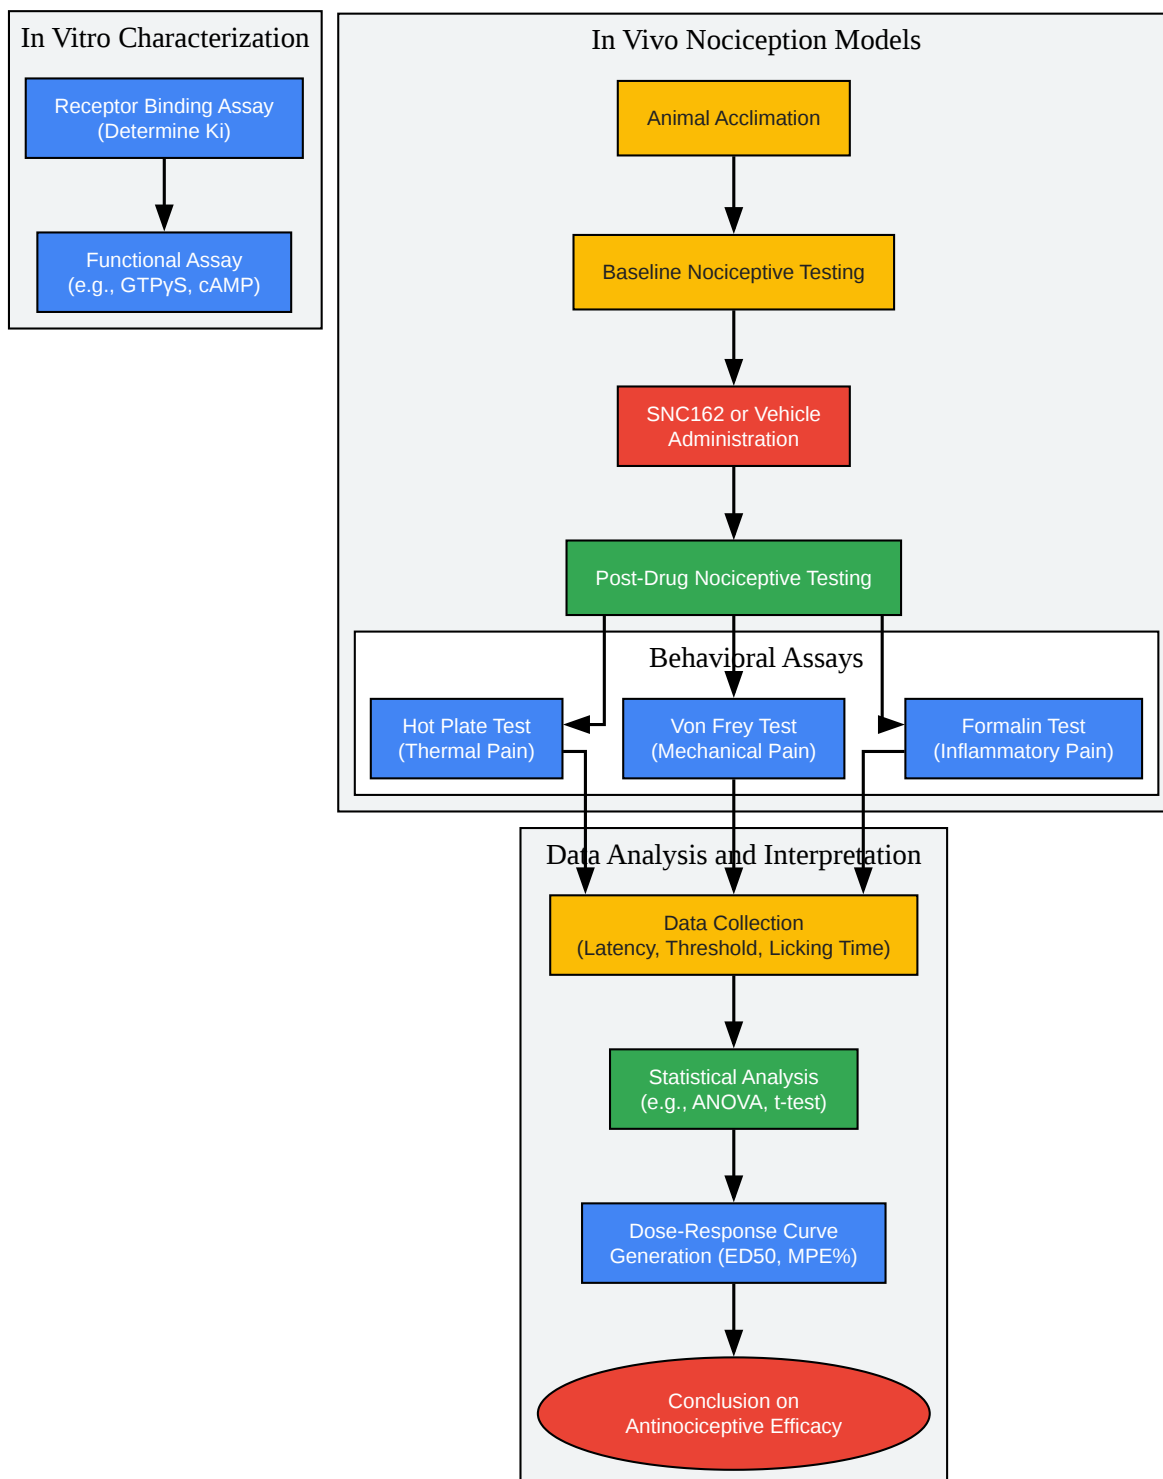 In Vitro Characterization
Receptor Binding Assay
(Determine Ki)
Functional Assay
(e.g., GTPγS, cAMP)
In Vivo Nociception Models
Animal Acclimation
Baseline Nociceptive Testing
SNC162 or Vehicle
Administration
Post-Drug Nociceptive Testing
Behavioral Assays
Hot Plate Test
(Thermal Pain)
Von Frey Test
(Mechanical Pain)
Formalin Test
(Inflammatory Pain)
Data Analysis and Interpretation
Data Collection
(Latency, Threshold, Licking Time)
Statistical Analysis
(e.g., ANOVA, t-test)
Dose-Response Curve
Generation (ED50, MPE%)
Conclusion on
Antinociceptive Efficacy